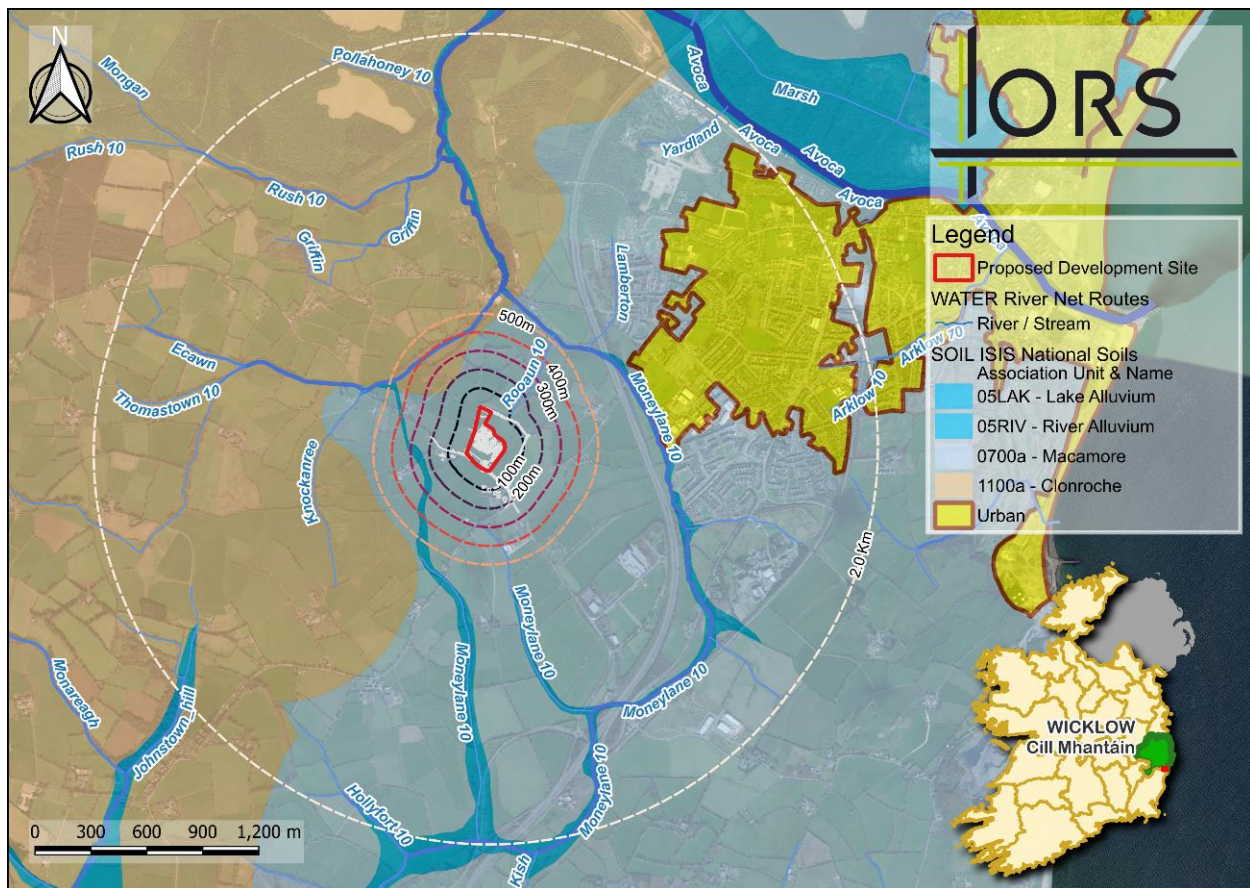 N
Pollahoney 10
Mongan
Rush 10
Rush 10
Griffin
Griffin
Avoca
Marsh
Yardland
Avoca
Avoca
Avoca
Avoca
Lamberton
500m
400m
300m
200m
100m
Rooaun 10
Ecawn
Thomastown 10
Knockanree
Moneylane 10
Arklow 10
Arklow 10
2.0 Km
Moneylane 10
Moneylane 10
Moneylane 10
Moneylane 10
Monareagh
Johnstown_hill
Hollyfort 10
Kish
0 300 600 900 1,200 m
IORS
Legend
Proposed Development Site
WATER River Net Routes
River / Stream
SOIL ISIS National Soils
Association Unit & Name
05LAK - Lake Alluvium
05RIV - River Alluvium
0700a - Macamore
1100a - Clonroche
Urban
WICKLOW
Cill Mhantáin